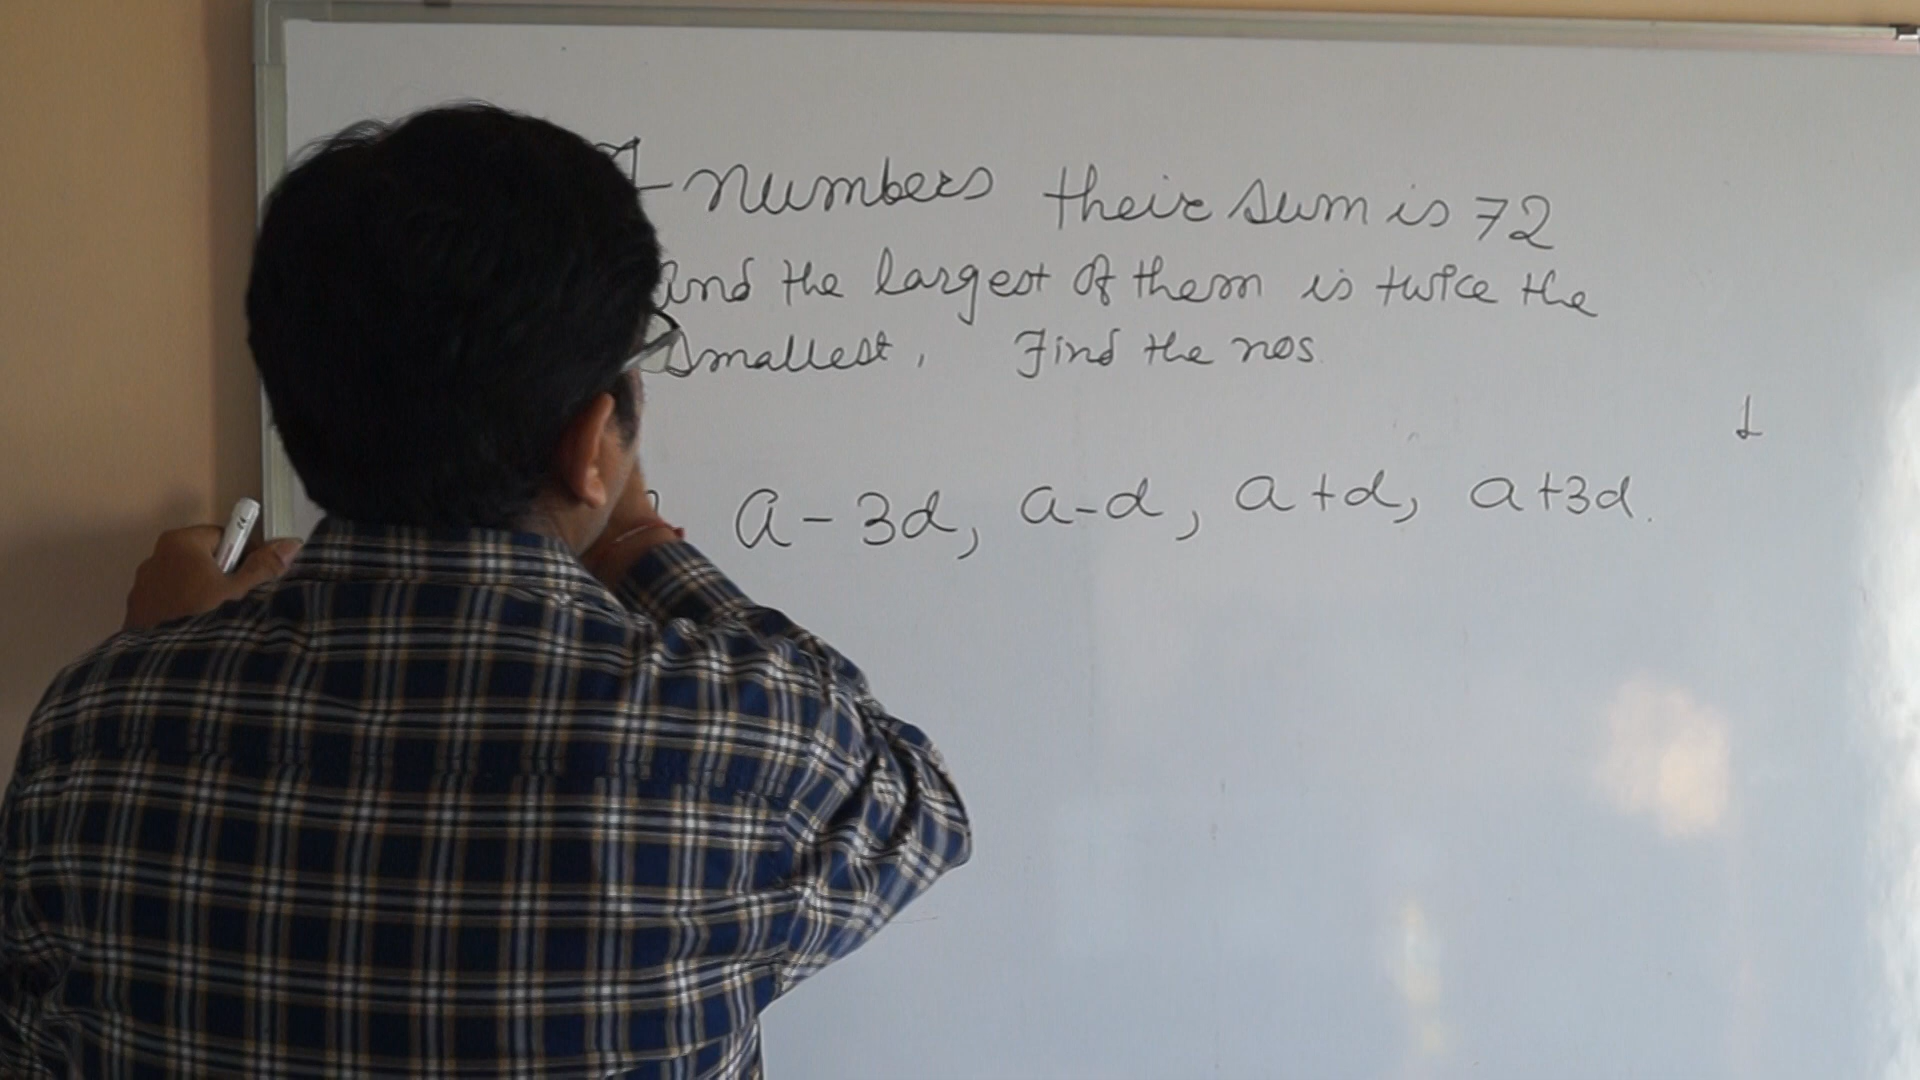 4 numbers their sum is 72
and the largest of them is twice the
smallest, Find the nos.
a - 3d, a-d, a+d, a+3d.